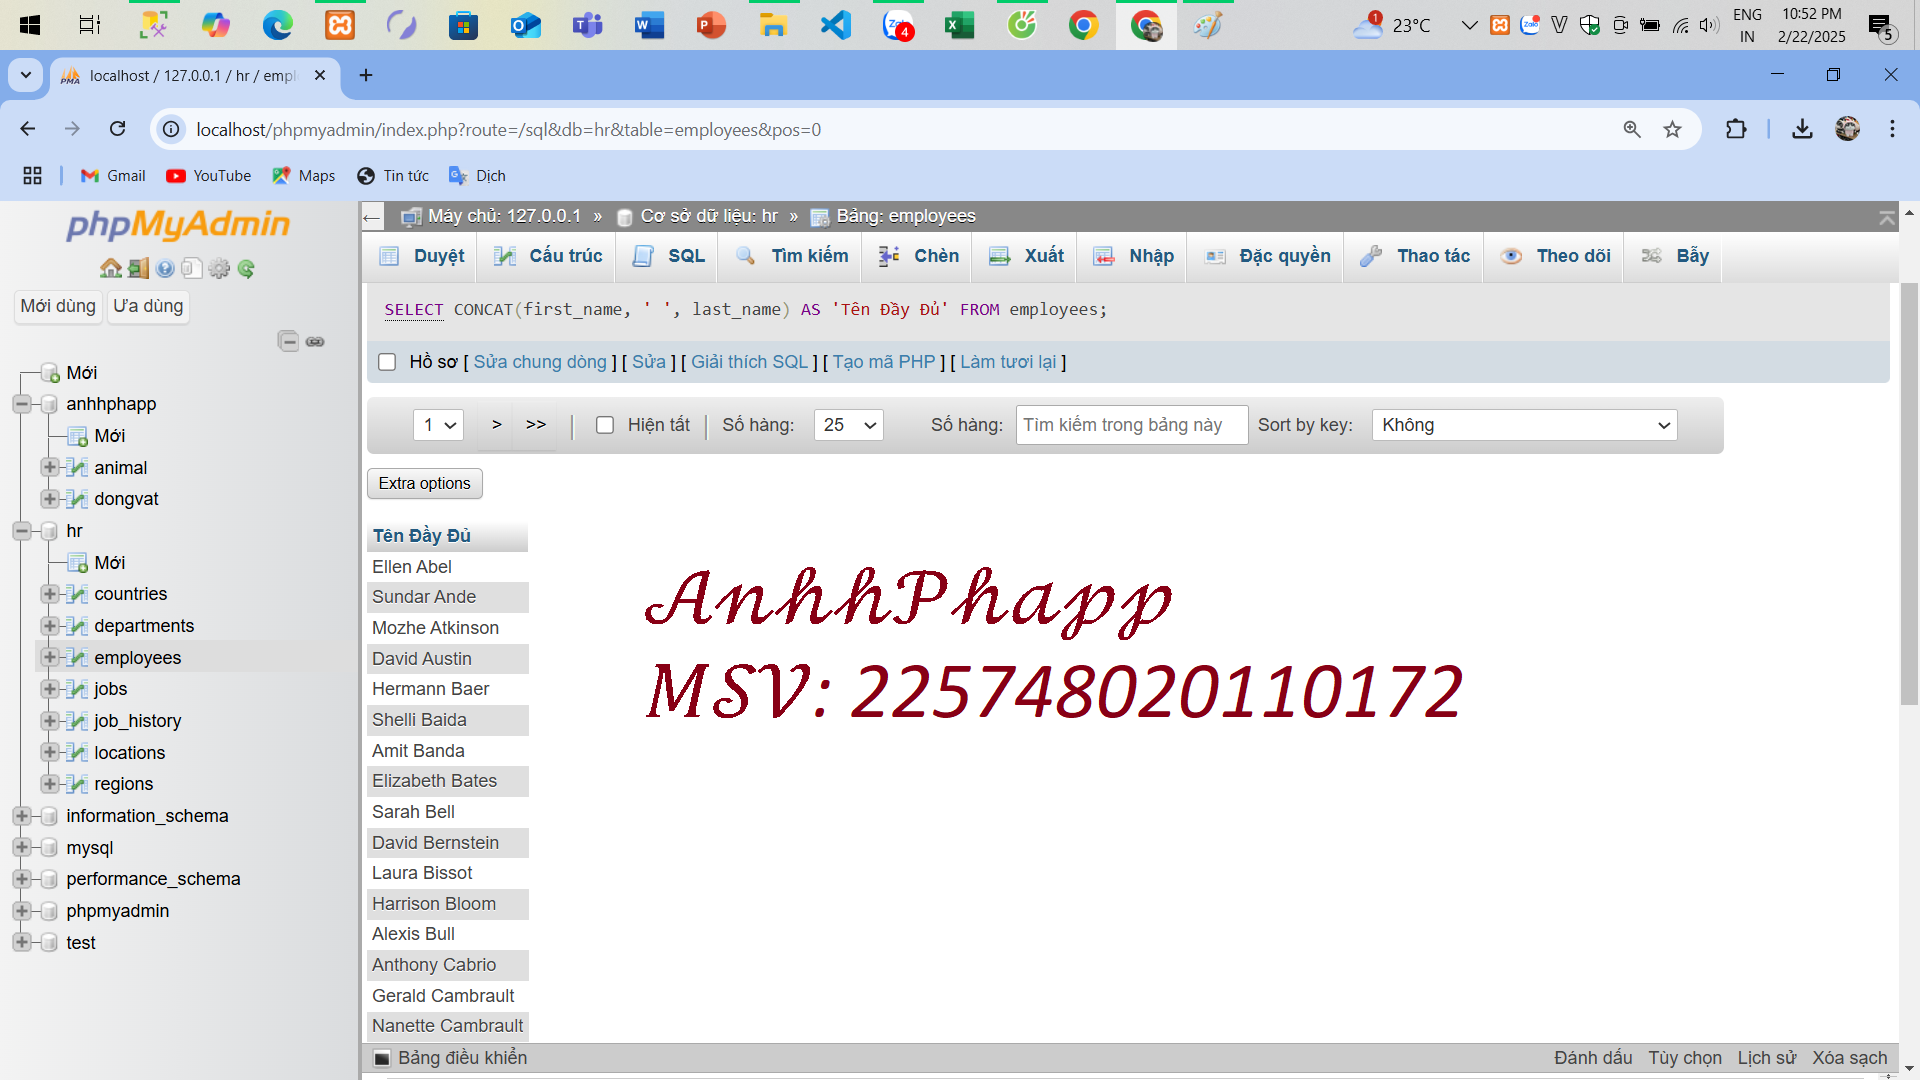 ENG
IN
10:52 PM
2/22/2025
23°C
1
4
5
localhost / 127.0.0.1 / hr / empl
localhost/phpmyadmin/index.php?route=/sql&db=hr&table=employees&pos=0
Gmail
YouTube
Maps
Tin tức
Dịch
phpMyAdmin
Mới dùng
Ưa dùng
Mới
anhhphapp
Mới
animal
dongvat
hr
Mới
countries
departments
employees
jobs
job_history
locations
regions
information_schema
mysql
performance_schema
phpmyadmin
test
Máy chủ: 127.0.0.1 » Cơ sở dữ liệu: hr » Bảng: employees
Duyệt Cấu trúc SQL Tìm kiếm Chèn Xuất Nhập Đặc quyền Thao tác Theo dõi Bẫy
SELECT CONCAT(first_name, ' ', last_name) AS 'Tên Đầy Đủ' FROM employees;
Hồ sơ [ Sửa chung dòng ] [ Sửa ] [ Giải thích SQL ] [ Tạo mã PHP ] [ Làm tươi lại ]
1 > >> Hiện tất Số hàng: 25 Số hàng: Tìm kiếm trong bảng này Sort by key: Không
Extra options
Tên Đầy Đủ
Ellen Abel
Sundar Ande
Mozhe Atkinson
David Austin
Hermann Baer
Shelli Baida
Amit Banda
Elizabeth Bates
Sarah Bell
David Bernstein
Laura Bissot
Harrison Bloom
Alexis Bull
Anthony Cabrio
Gerald Cambrault
Nanette Cambrault
AnhhPhapp
MSV: 225748020110172
Bảng điều khiển
Đánh dấu Tùy chọn Lịch sử Xóa sạch